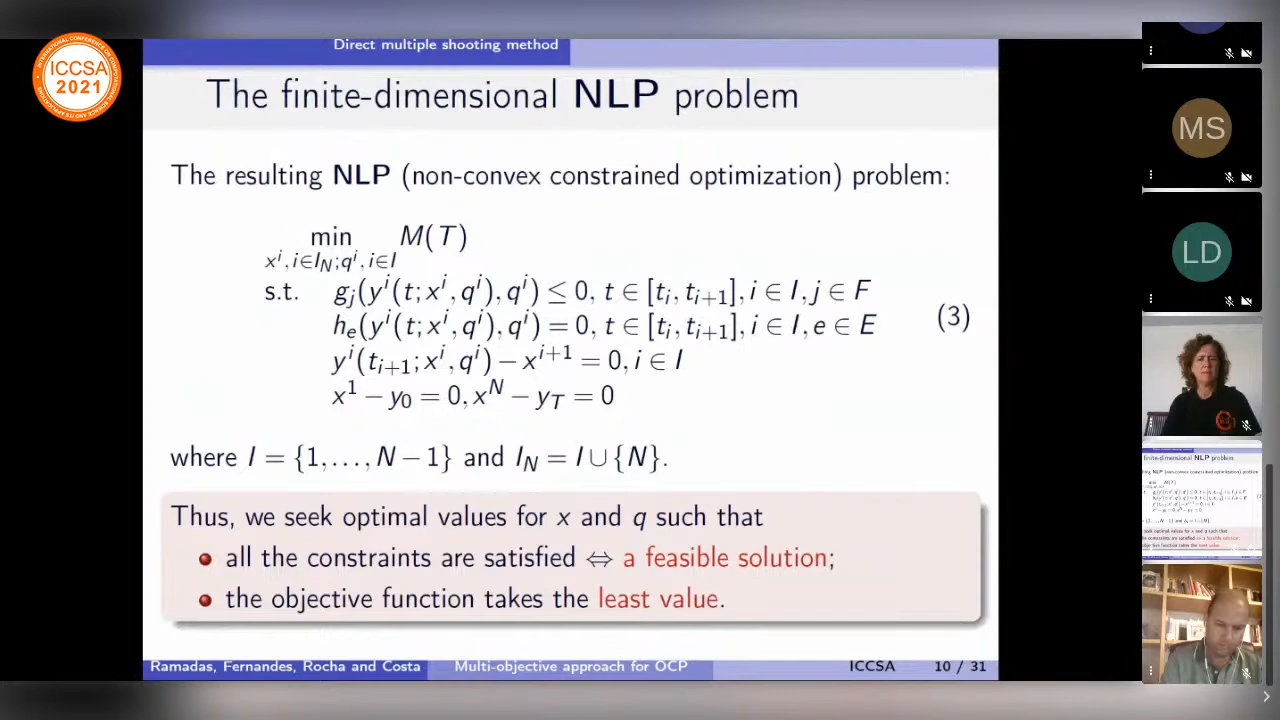 INTERNATIONAL CONFERENCE ON COMPUTATIONAL SCIENCE AND ITS APPLICATIONS
ICCSA
2021
Direct multiple shooting method
The finite-dimensional NLP problem
The resulting NLP (non-convex constrained optimization) problem:
min M(T)
x^i, i∈I_N; q^i, i∈I
s.t. g_j(y^i(t; x^i, q^i), q^i) ≤ 0, t ∈ [t_i, t_{i+1}], i ∈ I, j ∈ F
h_e(y^i(t; x^i, q^i), q^i) = 0, t ∈ [t_i, t_{i+1}], i ∈ I, e ∈ E
(3)
y^i(t_{i+1}; x^i, q^i) − x^{i+1} = 0, i ∈ I
x^1 − y_0 = 0, x^N − y_T = 0
where I = {1, . . . , N − 1} and I_N = I ∪ {N}.
Thus, we seek optimal values for x and q such that
• all the constraints are satisfied ⇔ a feasible solution;
• the objective function takes the least value.
Ramadas, Fernandes, Rocha and Costa Multi-objective approach for OCP ICCSA 10 / 31
MS
LD